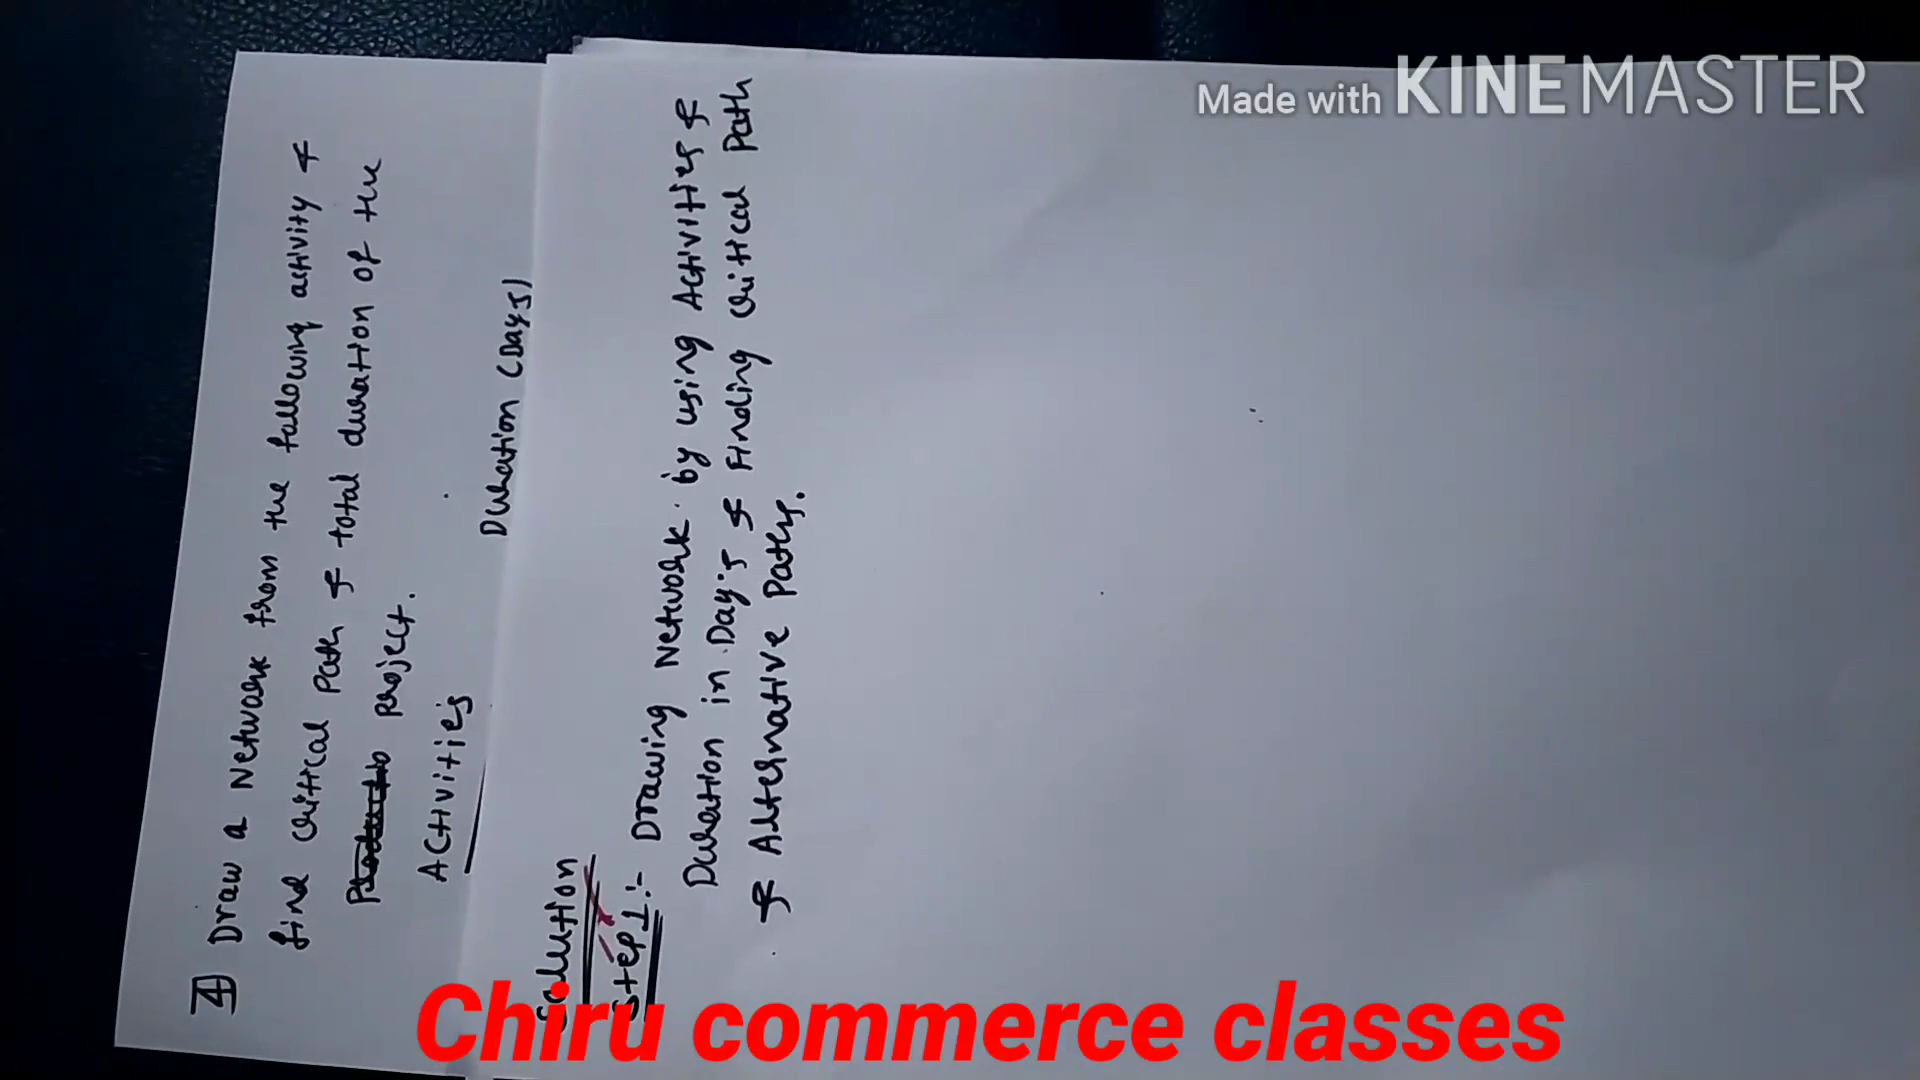 4 Draw a Network from the following activity &
find critical path & total duration of the
project.
Activities
Duration (Days)
Solution
Step 1:- Drawing Network by using Activities &
Duration in Day's & Finding critical path
& Alternative Paths.
Made with KINEMASTER
Chiru commerce classes